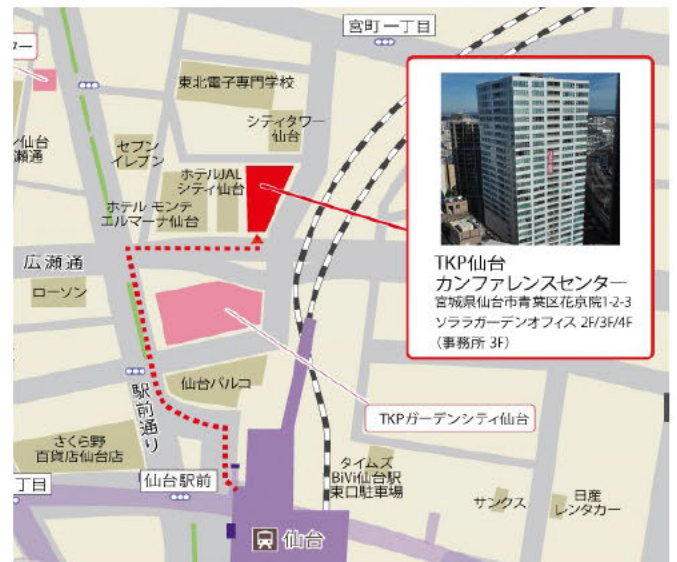 宮町一丁目
ター
東北電子専門学校
シティタワー
仙台
ン仙台
瀬通
セブン
イレブン
ホテルJAL
シティ仙台
ホテル モンテ
エルマーナ仙台
TKP仙台
カンファレンスセンター
宮城県仙台市青葉区花京院1-2-3
ソララガーデンオフィス 2F/3F/4F
(事務所 3F)
広瀬通
ローソン
仙台パルコ
TKPガーデンシティ仙台
駅前通り
さくら野
百貨店仙台店
丁目
仙台駅前
タイムズ
BiVi仙台駅
東口駐車場
サンクス
日産
レンタカー
仙台